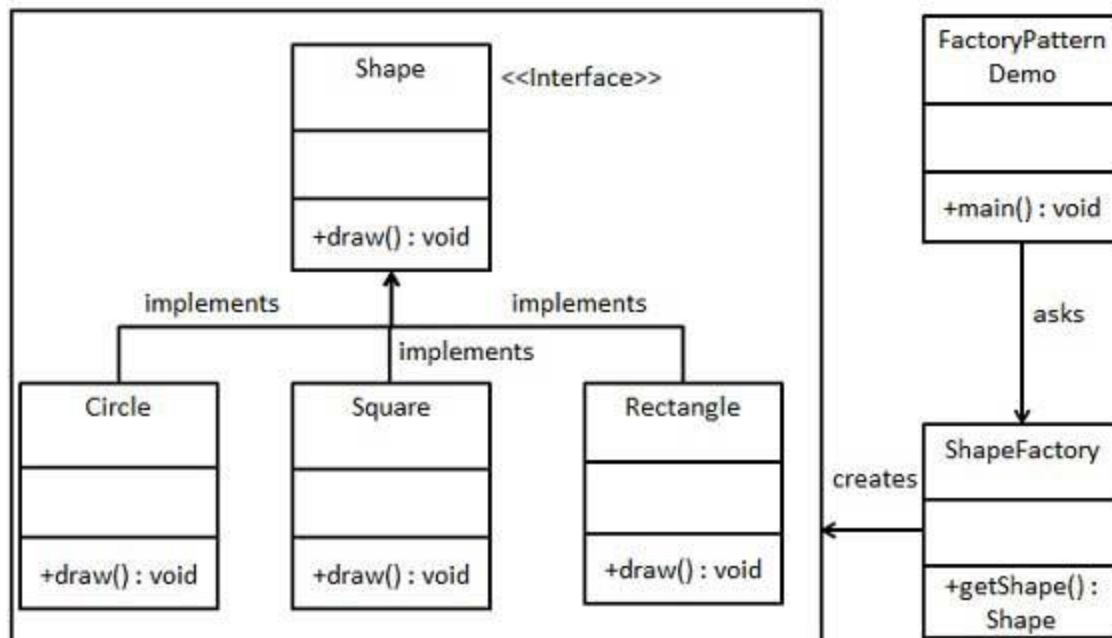 Shape
<<Interface>>
+draw() : void
implements
implements
implements
Circle
+draw() : void
Square
+draw() : void
Rectangle
+draw() : void
FactoryPattern
Demo
+main() : void
asks
ShapeFactory
+getShape() :
Shape
creates